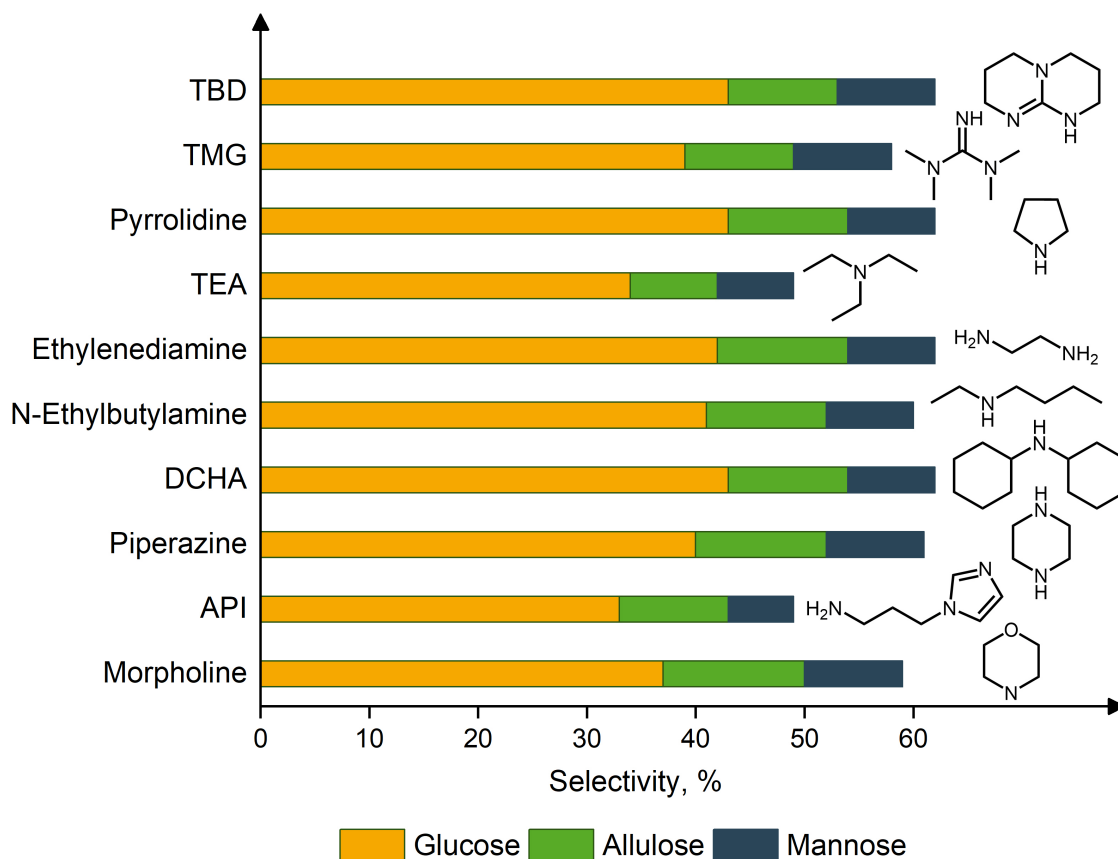 TBD
N
N
N
H
TMG
NH
N
N
Pyrrolidine
N
H
TEA
N
Ethylenediamine
H2N
NH2
N-Ethylbutylamine
N
H
DCHA
H
N
Piperazine
H
N
N
H
API
H2N
N
N
Morpholine
O
N
0 10 20 30 40 50 60
Selectivity, %
Glucose Allulose Mannose